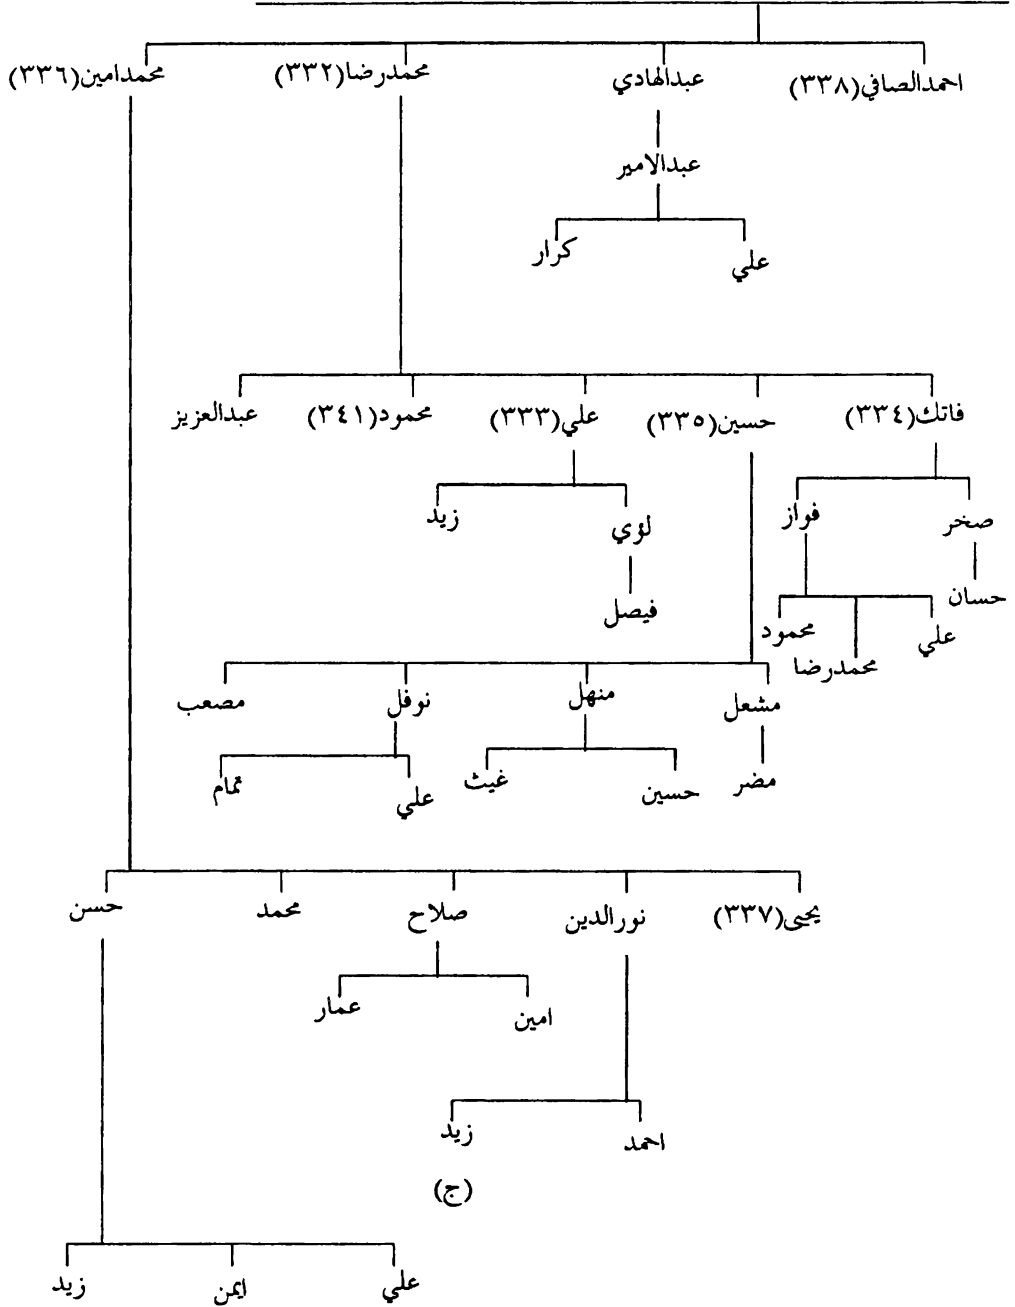 احمدالصافي(٣٣٨) عبدالهادي محمدرضا(٣٣٢) محمدامين(٣٣٦)
عبدالامير
علي كرار
فاتك(٣٣٤) حسين(٣٣٥) علي(٣٣٣) محمود(٣٤١) عبدالعزيز
صخر فواز لؤي زيد
حسان فيصل
علي محمدرضا محمود
مشعل منهل نوفل مصعب
مضر حسين غيث علي تمام
يحيى(٣٣٧) نورالدين صلاح محمد حسن
امين عمار
احمد زيد
(ج)
علي ايمن زيد